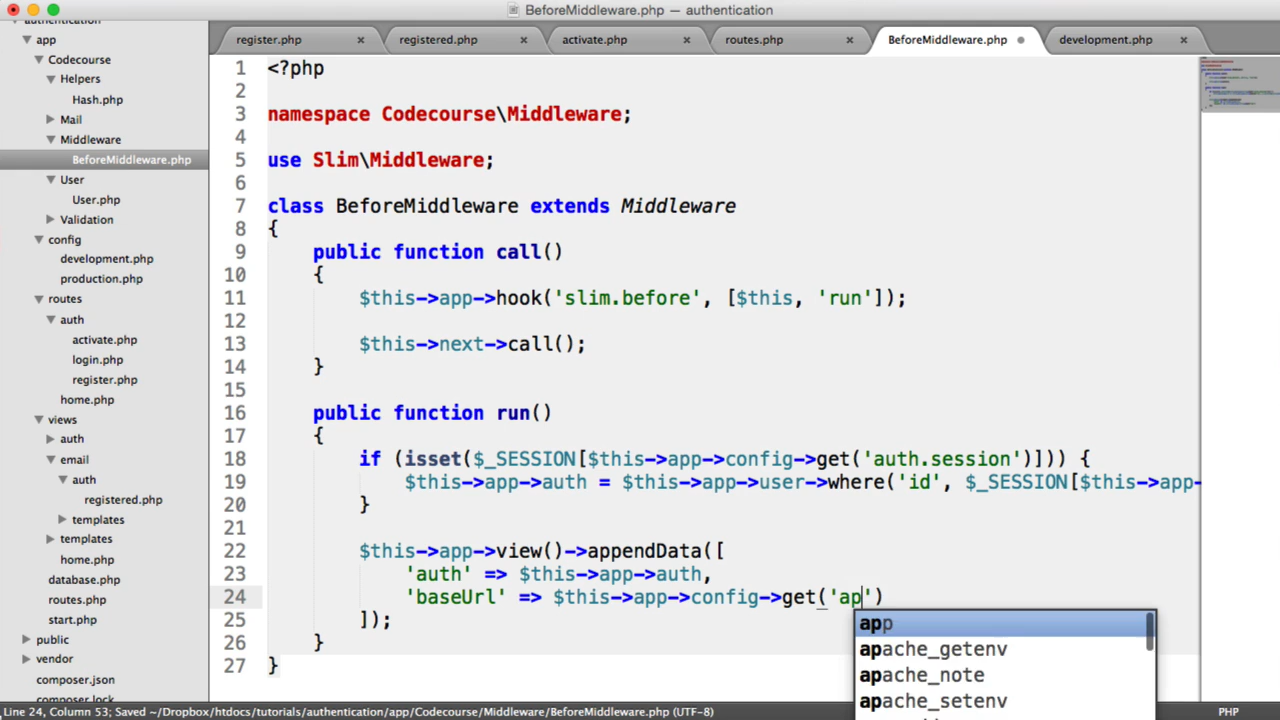 BeforeMiddleware.php — authentication
authentication
app
Codecourse
Helpers
Hash.php
Mail
Middleware
BeforeMiddleware.php
User
User.php
Validation
config
development.php
production.php
routes
auth
activate.php
login.php
register.php
home.php
views
auth
email
auth
registered.php
templates
templates
home.php
database.php
routes.php
start.php
public
vendor
composer.json
composer.lock
register.php × registered.php × activate.php × routes.php × BeforeMiddleware.php development.php ×
1 <?php
2
3 namespace Codecourse\Middleware;
4
5 use Slim\Middleware;
6
7 class BeforeMiddleware extends Middleware
8 {
9 public function call()
10 {
11 $this->app->hook('slim.before', [$this, 'run']);
12
13 $this->next->call();
14 }
15
16 public function run()
17 {
18 if (isset($_SESSION[$this->app->config->get('auth.session')])) {
19 $this->app->auth = $this->app->user->where('id', $_SESSION[$this->app-
20 }
21
22 $this->app->view()->appendData([
23 'auth' => $this->app->auth,
24 'baseUrl' => $this->app->config->get('ap')
25 ]);
26 }
27 }
app
apache_getenv
apache_note
apache_setenv
Line 24, Column 53; Saved ~/Dropbox/htdocs/tutorials/authentication/app/Codecourse/Middleware/BeforeMiddleware.php (UTF-8) PHP